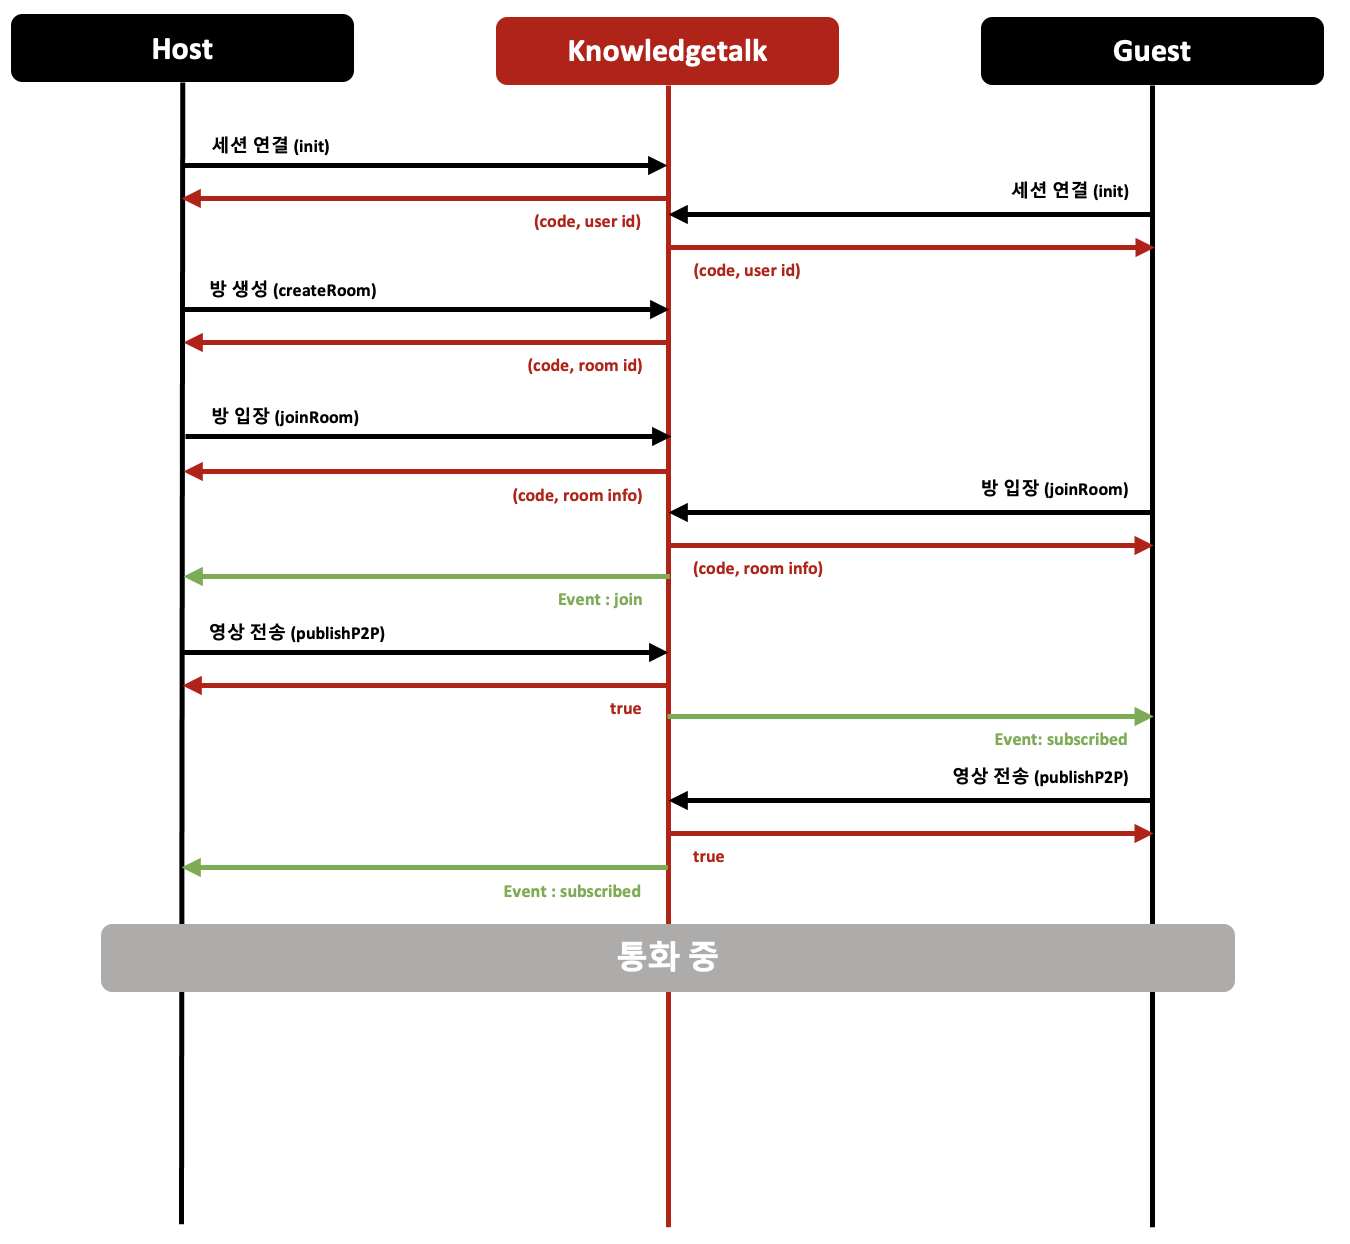 Host
Knowledgetalk
Guest
세션 연결 (init)
세션 연결 (init)
(code, user id)
(code, user id)
방 생성 (createRoom)
(code, room id)
방 입장 (joinRoom)
방 입장 (joinRoom)
(code, room info)
(code, room info)
Event : join
영상 전송 (publishP2P)
true
Event: subscribed
영상 전송 (publishP2P)
true
Event : subscribed
통화 중